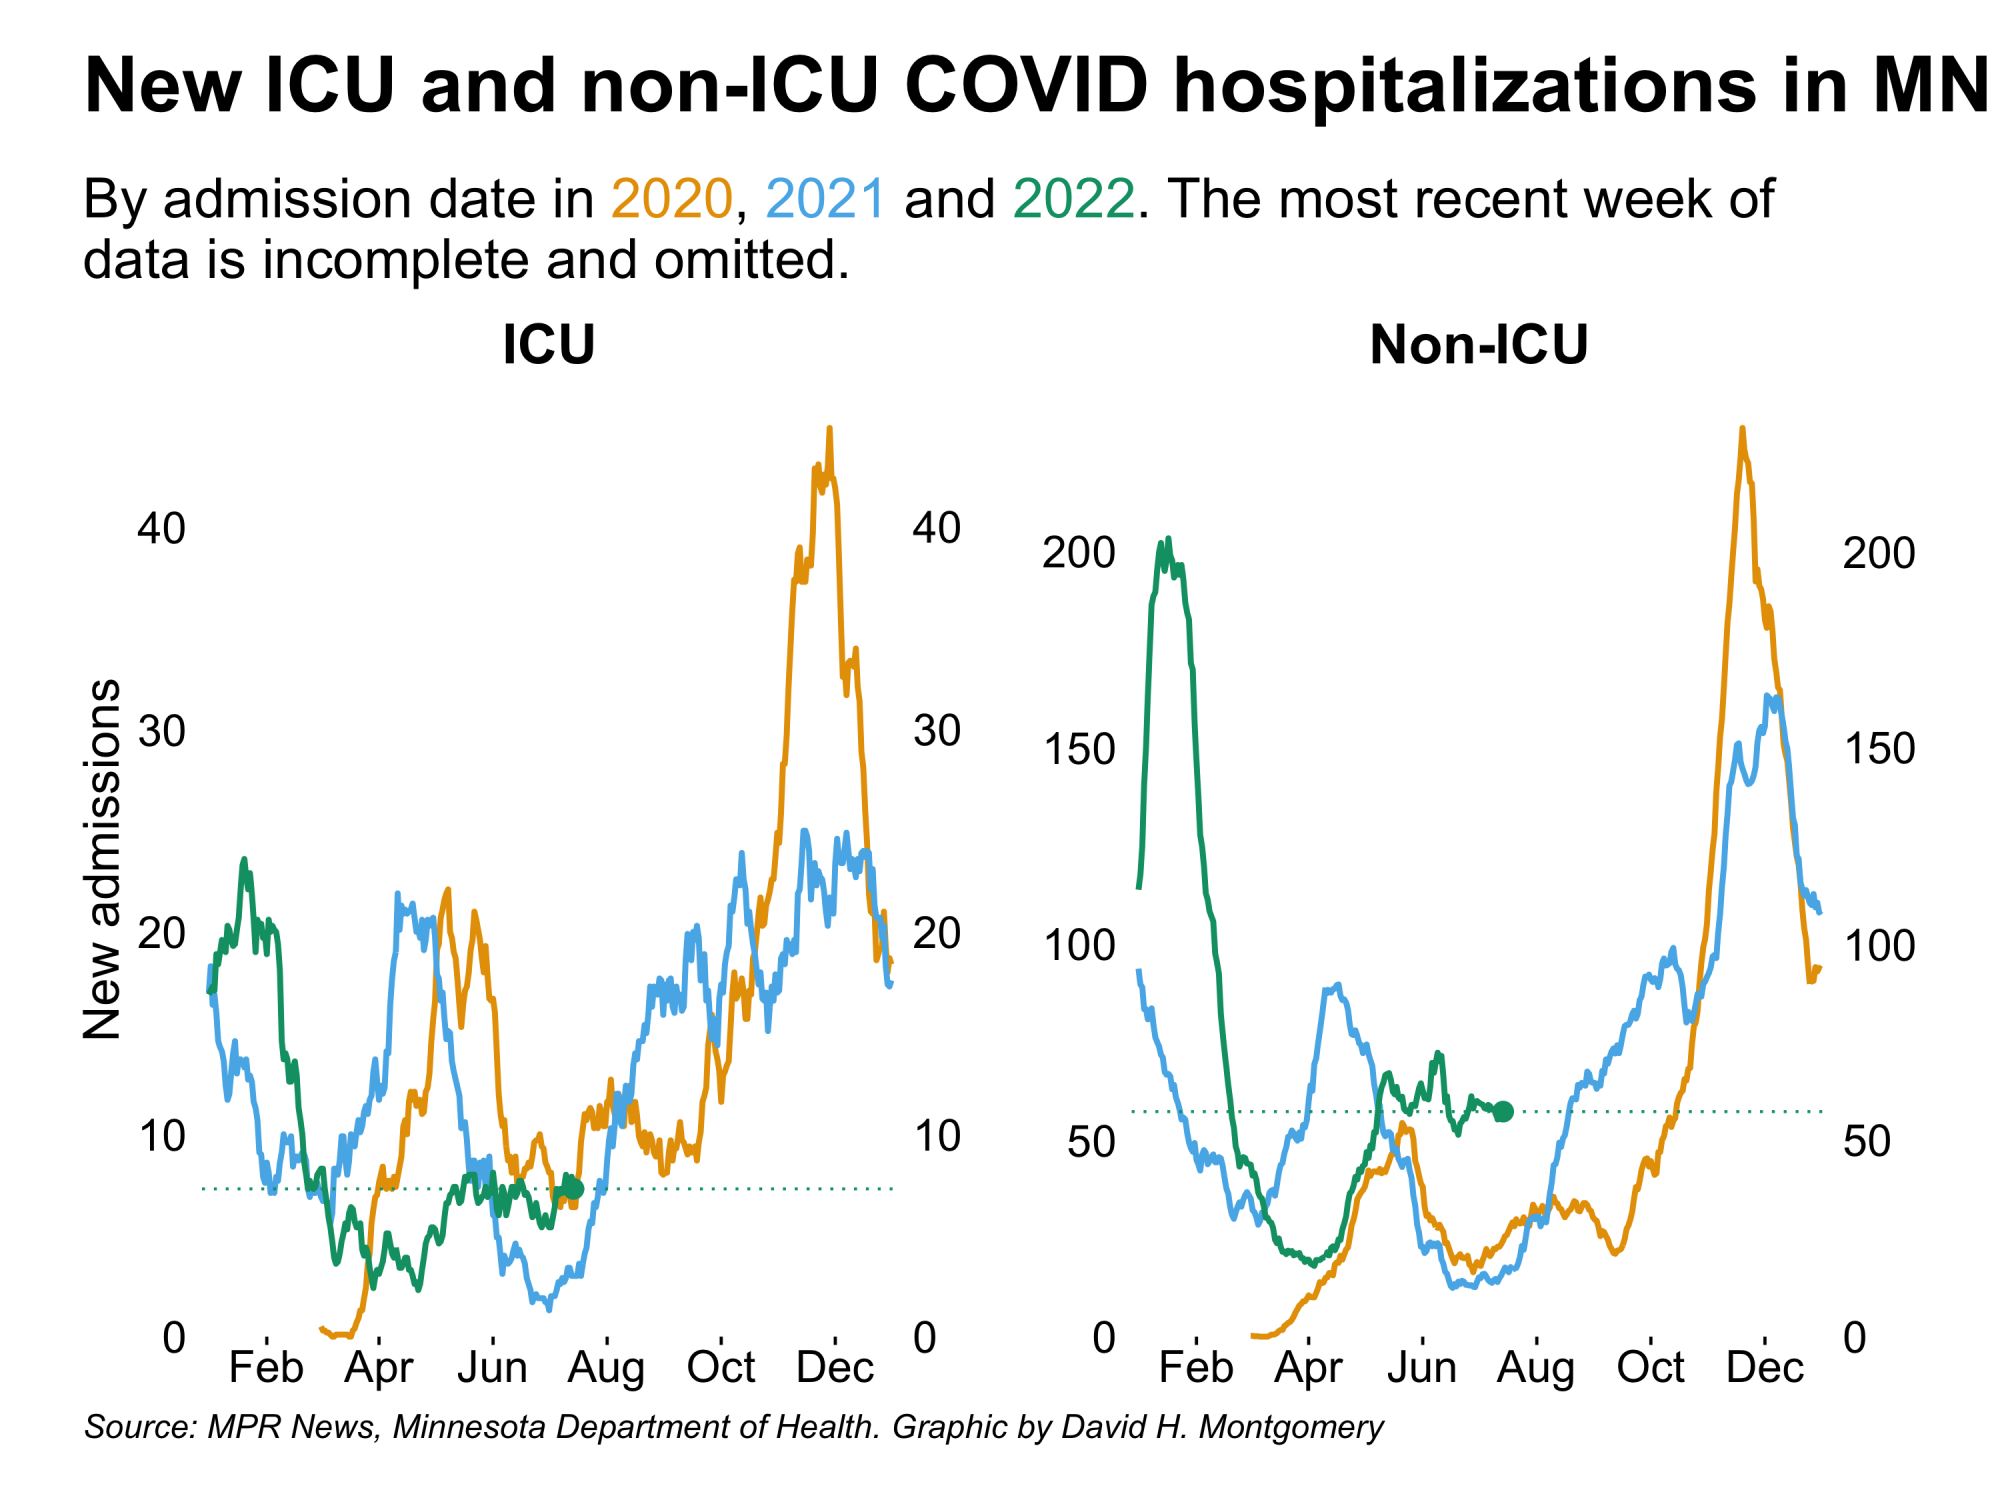 New ICU and non-ICU COVID hospitalizations in MN
By admission date in 2020, 2021 and 2022. The most recent week of
data is incomplete and omitted.
ICU
Non-ICU
New admissions
40
30
20
10
0
40
30
20
10
0
Feb Apr Jun Aug Oct Dec
200
150
100
50
0
200
150
100
50
0
Feb Apr Jun Aug Oct Dec
Source: MPR News, Minnesota Department of Health. Graphic by David H. Montgomery